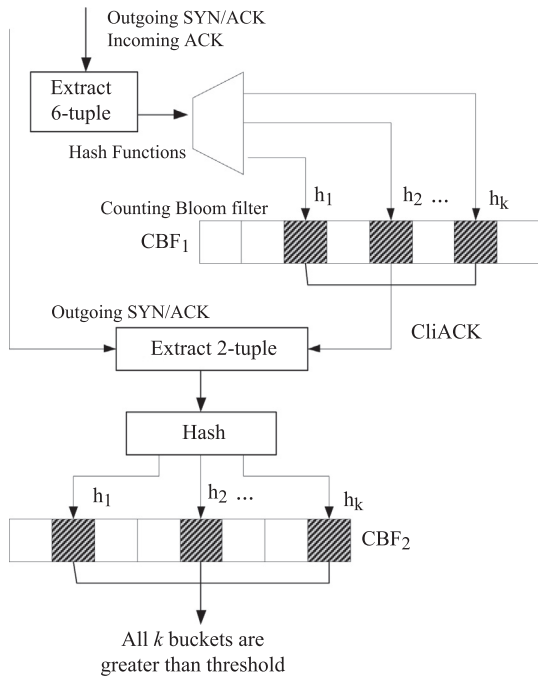 Outgoing SYN/ACK
Incoming ACK
Extract
6-tuple
Hash Functions
h1
h2 ...
hk
Counting Bloom filter
CBF1
Outgoing SYN/ACK
CliACK
Extract 2-tuple
Hash
h1
h2 ...
hk
CBF2
All k buckets are
greater than threshold